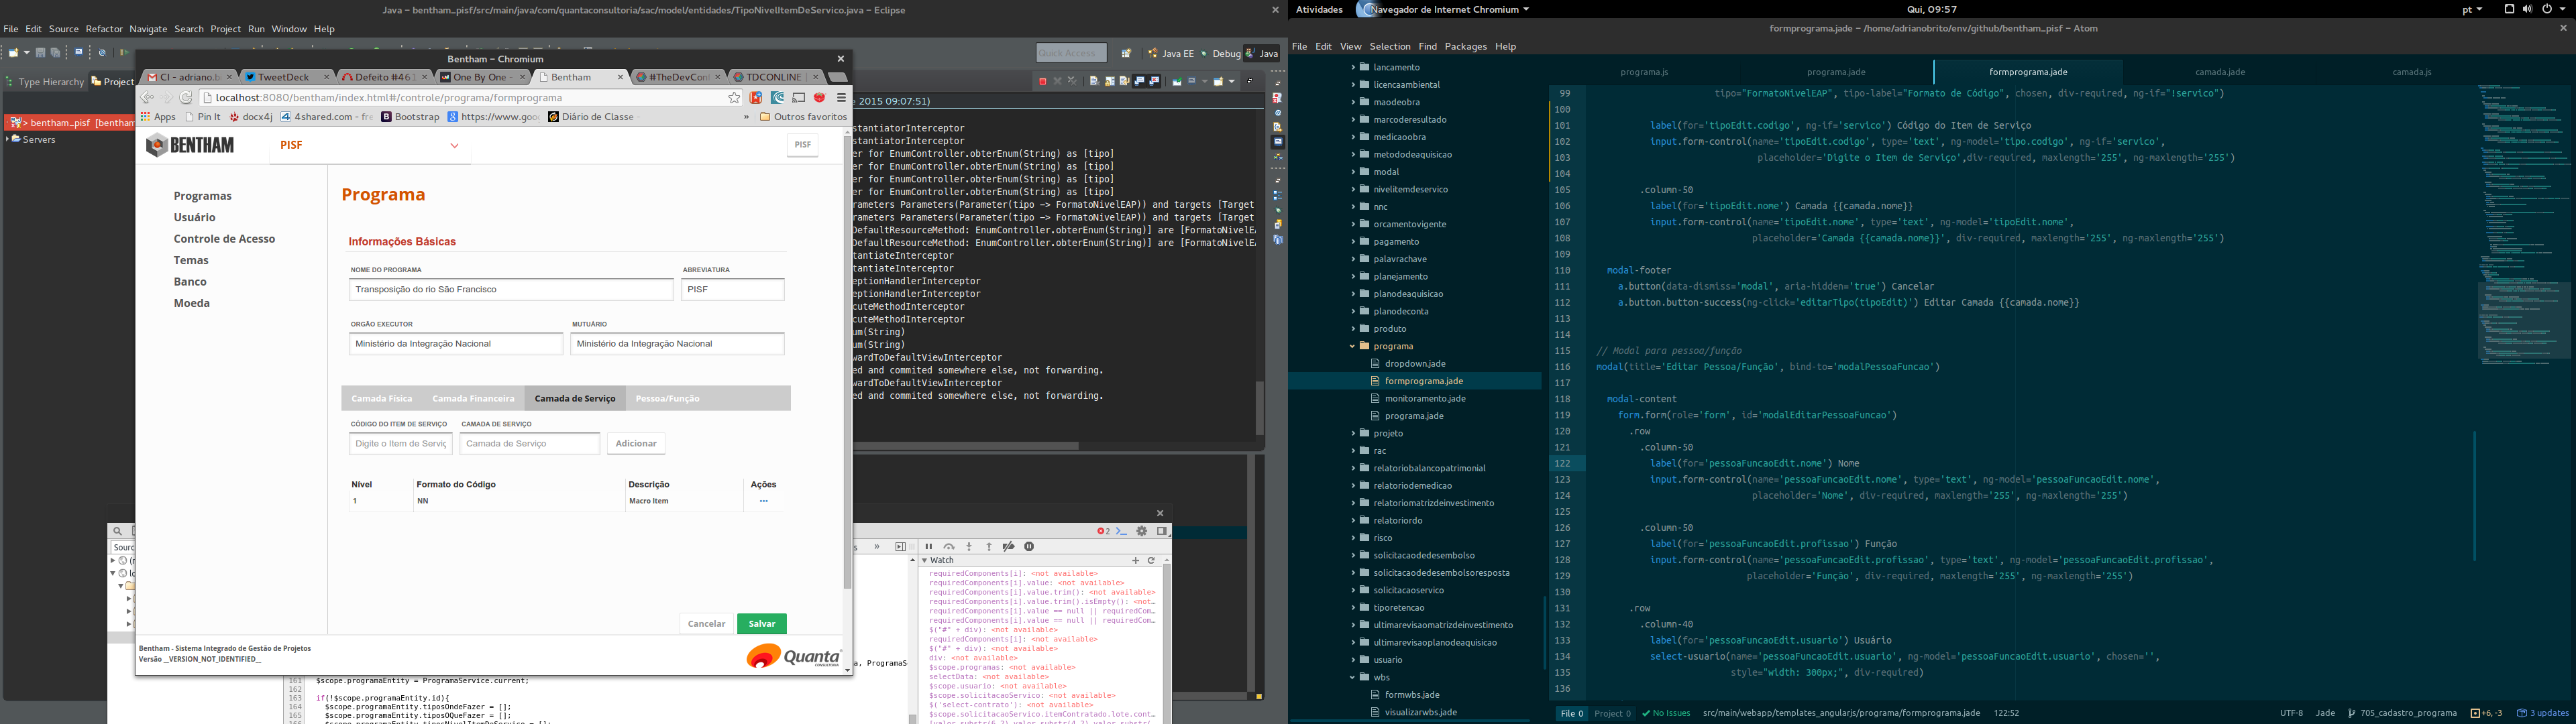 Java – bentham_pisf/src/main/java/com/quantaconsultoria/sac/model/entidades/TipoNivelItemDeServico.java – Eclipse
File Edit Source Refactor Navigate Search Project Run Window Help
Quick Access Java EE Debug Java
Type Hierarchy Project
> bentham_pisf [bentham
Servers
Bentham – Chromium
CI - adriano.b TweetDeck Defeito #461 One By One - Bentham #TheDevCon TDCONLINE |
localhost:8080/bentham/index.html#/controle/programa/formprograma
Apps Pin It docx4j 4shared.com - fre Bootstrap https://www.goo Diário de Classe - » Outros favoritos
BENTHAM PISF PISF
Programas
Usuário
Controle de Acesso
Temas
Banco
Moeda
Programa
Informações Básicas
NOME DO PROGRAMA ABREVIATURA
Transposição do rio São Francisco PISF
ORGÃO EXECUTOR MUTUÁRIO
Ministério da Integração Nacional Ministério da Integração Nacional
Camada Física Camada Financeira Camada de Serviço Pessoa/Função
CÓDIGO DO ITEM DE SERVIÇO CAMADA DE SERVIÇO
Digite o Item de Serviç Camada de Serviço Adicionar
Nível Formato do Código Descrição Ações
1 NN Macro Item ···
Cancelar Salvar
Bentham - Sistema Integrado de Gestão de Projetos
Versão __VERSION_NOT_IDENTIFIED__
Quanta
CONSULTORIA
2015 09:07:51)
stantiatorInterceptor
stantiatorInterceptor
er for EnumController.obterEnum(String) as [tipo]
er for EnumController.obterEnum(String) as [tipo]
er for EnumController.obterEnum(String) as [tipo]
er for EnumController.obterEnum(String) as [tipo]
rameters Parameters(Parameter(tipo -> FormatoNivelEAP)) and targets [Target
rameters Parameters(Parameter(tipo -> FormatoNivelEAP)) and targets [Target
DefaultResourceMethod: EnumController.obterEnum(String)] are [FormatoNivelEA
DefaultResourceMethod: EnumController.obterEnum(String)] are [FormatoNivelEA
stantiateInterceptor
stantiateInterceptor
eptionHandlerInterceptor
eptionHandlerInterceptor
cuteMethodInterceptor
cuteMethodInterceptor
um(String)
um(String)
wardToDefaultViewInterceptor
ed and commited somewhere else, not forwarding.
wardToDefaultViewInterceptor
ed and commited somewhere else, not forwarding.
Sourc
2
Watch
requiredComponents[i]: <not available>
requiredComponents[i].value: <not available>
requiredComponents[i].value.trim(): <not available>
requiredComponents[i].value.trim().isEmpty(): <not…
requiredComponents[i].value == null || requiredCom…
requiredComponents[i].value == null || requiredCom…
$("#" + div): <not available>
requiredComponents[i]: <not available>
$("#" + div): <not available>
div: <not available>
$scope.programas: <not available>
selectData: <not available>
$scope.usuario: <not available>
$scope.solicitacaoServico: <not available>
$('select-contrato'): <not available>
$scope.solicitacaoServico.itemContratado.lote.cont…
a, ProgramaS
161 $scope.programaEntity = ProgramaService.current;
162
163 if(!$scope.programaEntity.id){
164 $scope.programaEntity.tiposOndeFazer = [];
165 $scope.programaEntity.tiposOQueFazer = [];
Atividades Navegador de Internet Chromium Qui, 09:57 pt
formprograma.jade – /home/adrianobrito/env/github/bentham_pisf – Atom
File Edit View Selection Find Packages Help
lancamento
licencaambiental
maodeobra
marcoderesultado
medicaoobra
metododeaquisicao
modal
nivelitemdeservico
nnc
orcamentovigente
pagamento
palavrachave
planejamento
planodeaquisicao
planodeconta
produto
programa
dropdown.jade
formprograma.jade
monitoramento.jade
programa.jade
projeto
rac
relatoriobalancopatrimonial
relatoriodemedicao
relatoriomatrizdeinvestimento
relatoriordo
risco
solicitacaodedesembolso
solicitacaodedesembolsoresposta
solicitacaoservico
tiporetencao
ultimarevisaomatrizdeinvestimento
ultimarevisaoplanodeaquisicao
usuario
wbs
formwbs.jade
visualizarwbs.jade
programa.js programa.jade formprograma.jade camada.jade camada.js
99 tipo="FormatoNivelEAP", tipo-label="Formato de Código", chosen, div-required, ng-if="!servico")
100
101 label(for='tipoEdit.codigo', ng-if='servico') Código do Item de Serviço
102 input.form-control(name='tipoEdit.codigo', type='text', ng-model='tipo.codigo', ng-if='servico',
103 placeholder='Digite o Item de Serviço',div-required, maxlength='255', ng-maxlength='255')
104
105 .column-50
106 label(for='tipoEdit.nome') Camada {{camada.nome}}
107 input.form-control(name='tipoEdit.nome', type='text', ng-model='tipoEdit.nome',
108 placeholder='Camada {{camada.nome}}', div-required, maxlength='255', ng-maxlength='255')
109
110 modal-footer
111 a.button(data-dismiss='modal', aria-hidden='true') Cancelar
112 a.button.button-success(ng-click='editarTipo(tipoEdit)') Editar Camada {{camada.nome}}
113
114
115 // Modal para pessoa/função
116 modal(title='Editar Pessoa/Função', bind-to='modalPessoaFuncao')
117
118 modal-content
119 form.form(role='form', id='modalEditarPessoaFuncao')
120 .row
121 .column-50
122 label(for='pessoaFuncaoEdit.nome') Nome
123 input.form-control(name='pessoaFuncaoEdit.nome', type='text', ng-model='pessoaFuncaoEdit.nome',
124 placeholder='Nome', div-required, maxlength='255', ng-maxlength='255')
125
126 .column-50
127 label(for='pessoaFuncaoEdit.profissao') Função
128 input.form-control(name='pessoaFuncaoEdit.profissao', type='text', ng-model='pessoaFuncaoEdit.profissao',
129 placeholder='Função', div-required, maxlength='255', ng-maxlength='255')
130
131 .row
132 .column-40
133 label(for='pessoaFuncaoEdit.usuario') Usuário
134 select-usuario(name='pessoaFuncaoEdit.usuario', ng-model='pessoaFuncaoEdit.usuario', chosen='',
135 style="width: 300px;", div-required)
136
File 0 Project 0 No Issues src/main/webapp/templates_angularjs/programa/formprograma.jade 122:52 UTF-8 Jade 705_cadastro_programa +6, -3 3 updates